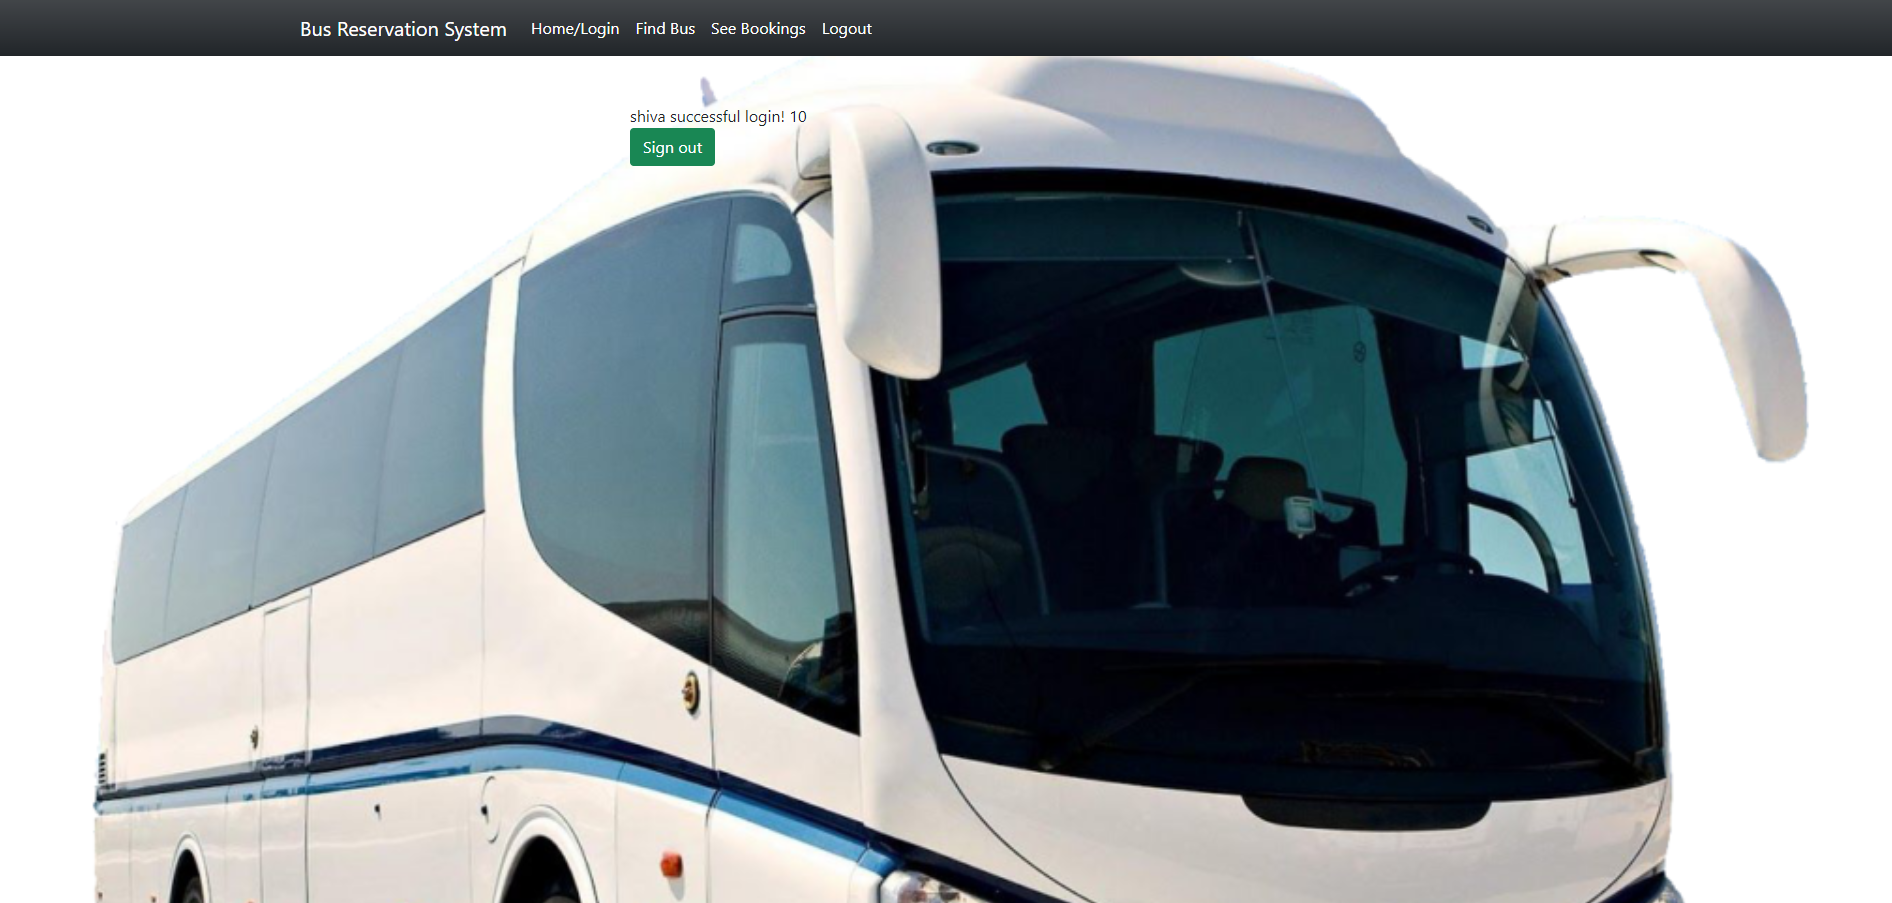 Bus Reservation System Home/Login Find Bus See Bookings Logout
shiva successful login! 10
Sign out